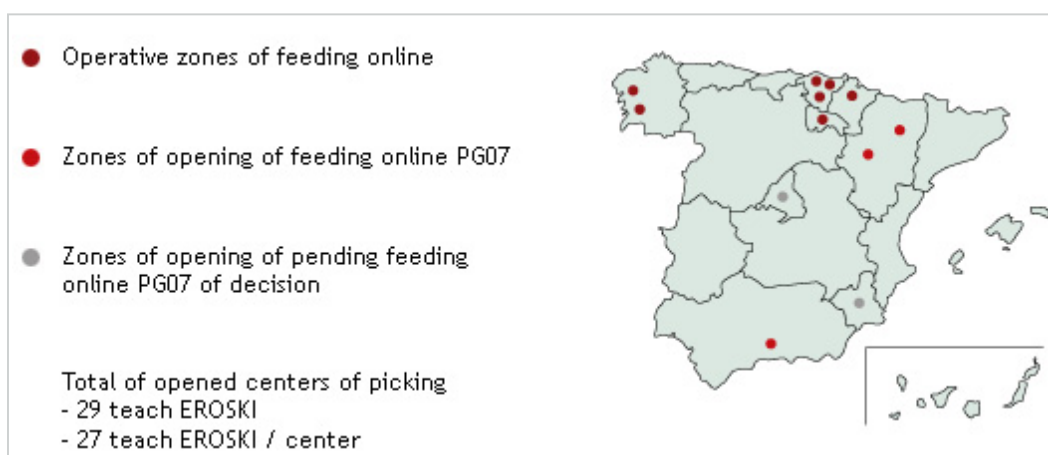 Operative zones of feeding online
Zones of opening of feeding online PG07
Zones of opening of pending feeding
online PG07 of decision
Total of opened centers of picking
- 29 teach EROSKI
- 27 teach EROSKI / center